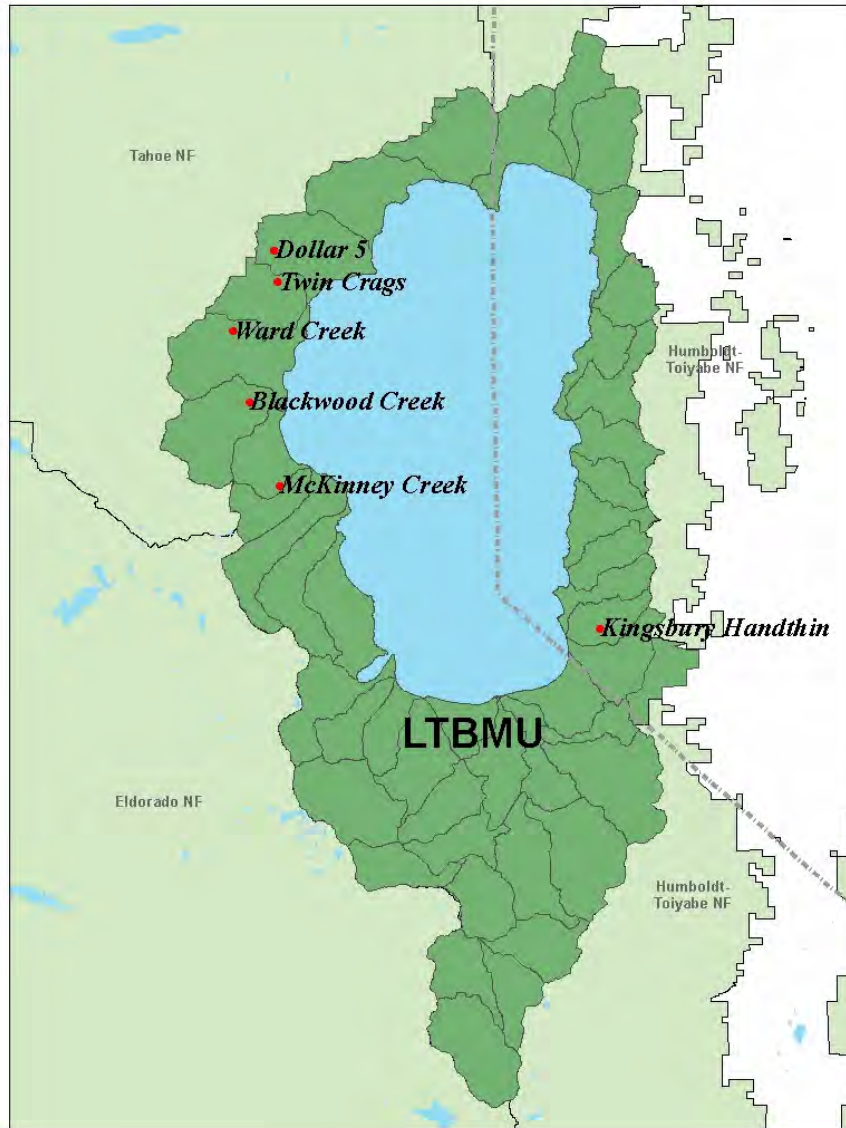 Tahoe NF
Dollar 5
Twin Crags
Ward Creek
Humboldt-
Toiyabe NF
Blackwood Creek
McKinney Creek
Kingsbury Handthin
LTBMU
Eldorado NF
Humboldt-
Toiyabe NF